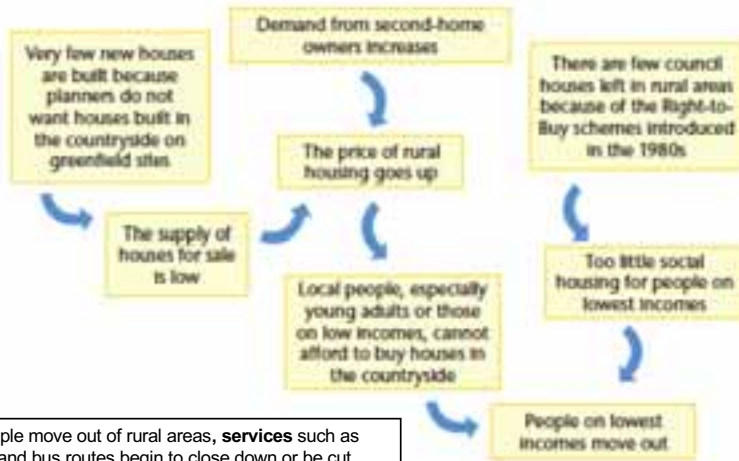 Demand from second-home
owners increases
Very few new houses
are built because
planners do not
want houses built in
the countryside on
greenfield sites
There are few council
houses left in rural areas
because of the Right-to-
Buy schemes introduced
in the 1980s
The price of rural
housing goes up
The supply of
houses for sale
is low
Too little social
housing for people on
lowest incomes
Local people, especially
young adults or those
on low incomes, cannot
afford to buy houses in
the countryside
People on lowest
incomes move out
ple move out of rural areas, services such as
and bus routes begin to close down or be cut